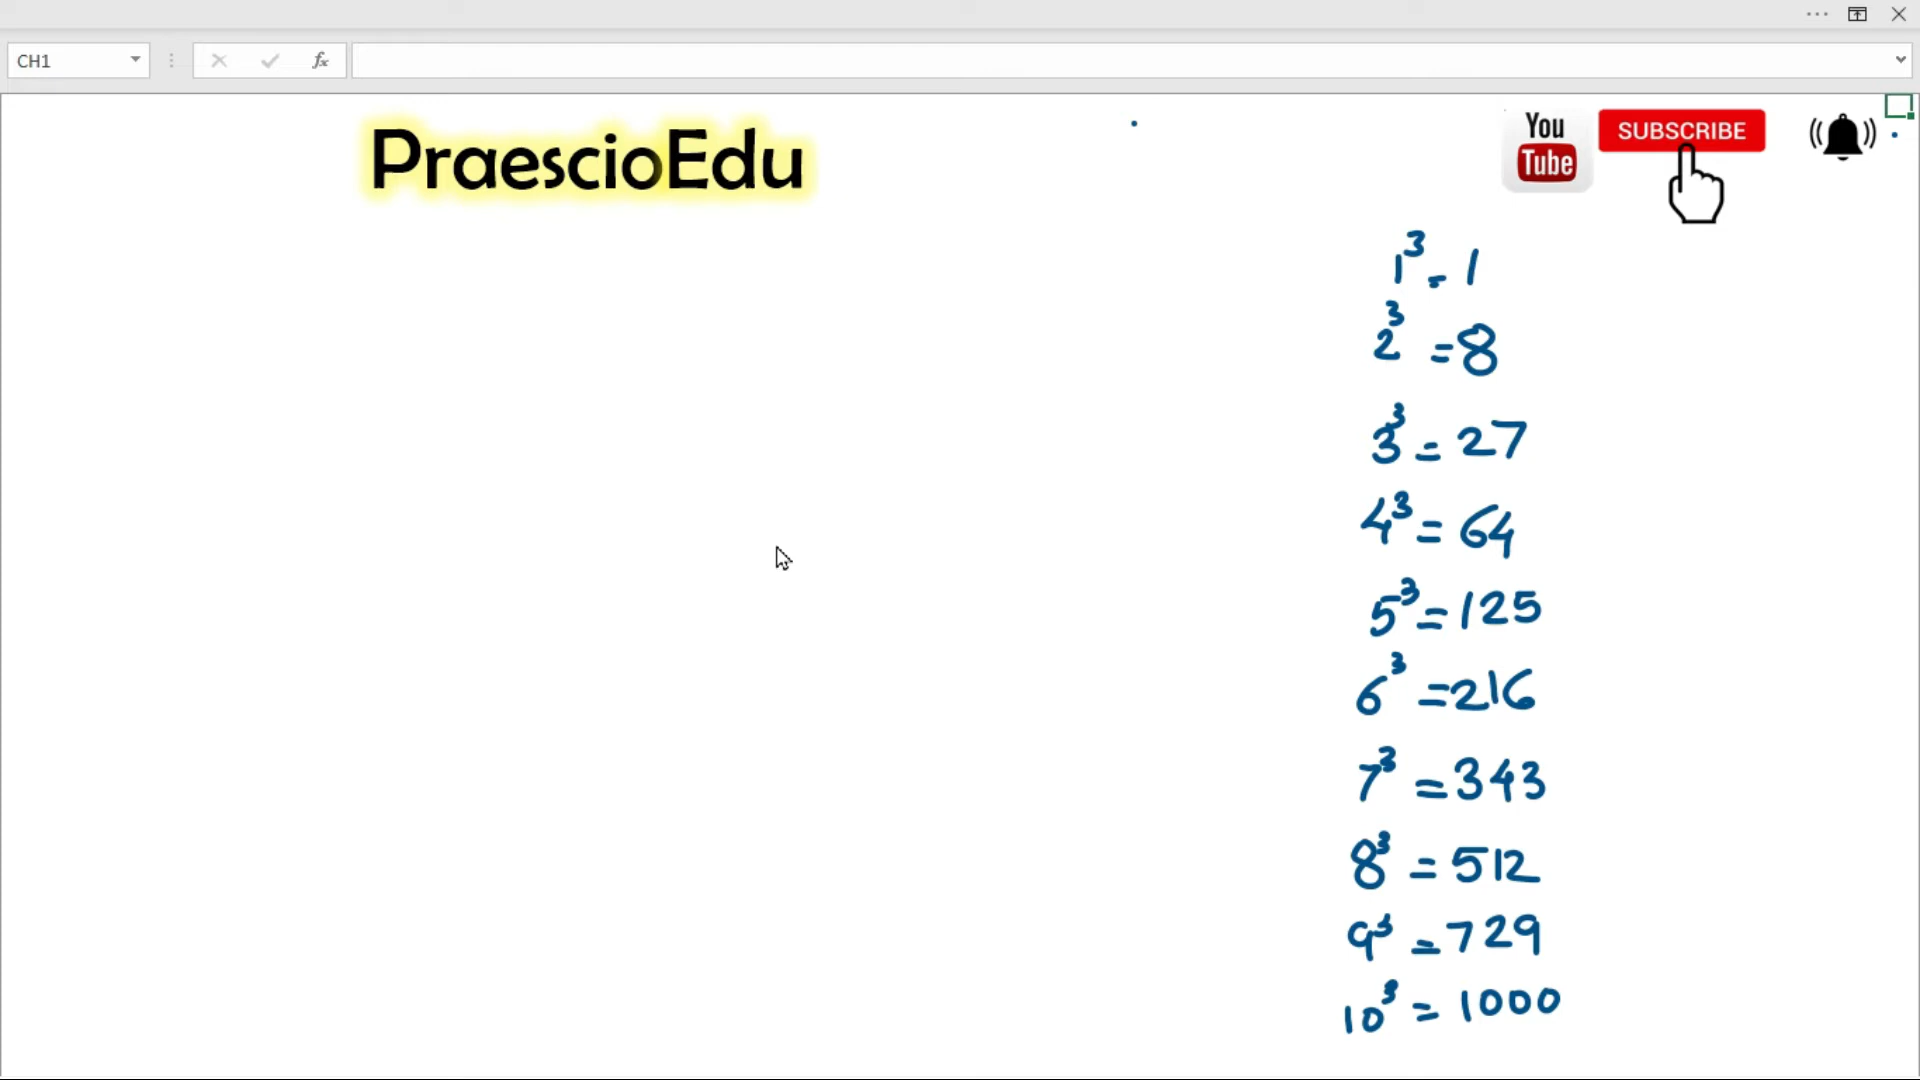 CH1
fx
PraescioEdu
You
Tube
SUBSCRIBE
1³ = 1
2³ = 8
3³ = 27
4³ = 64
5³ = 125
6³ = 216
7³ = 343
8³ = 512
9³ = 729
10³ = 1000